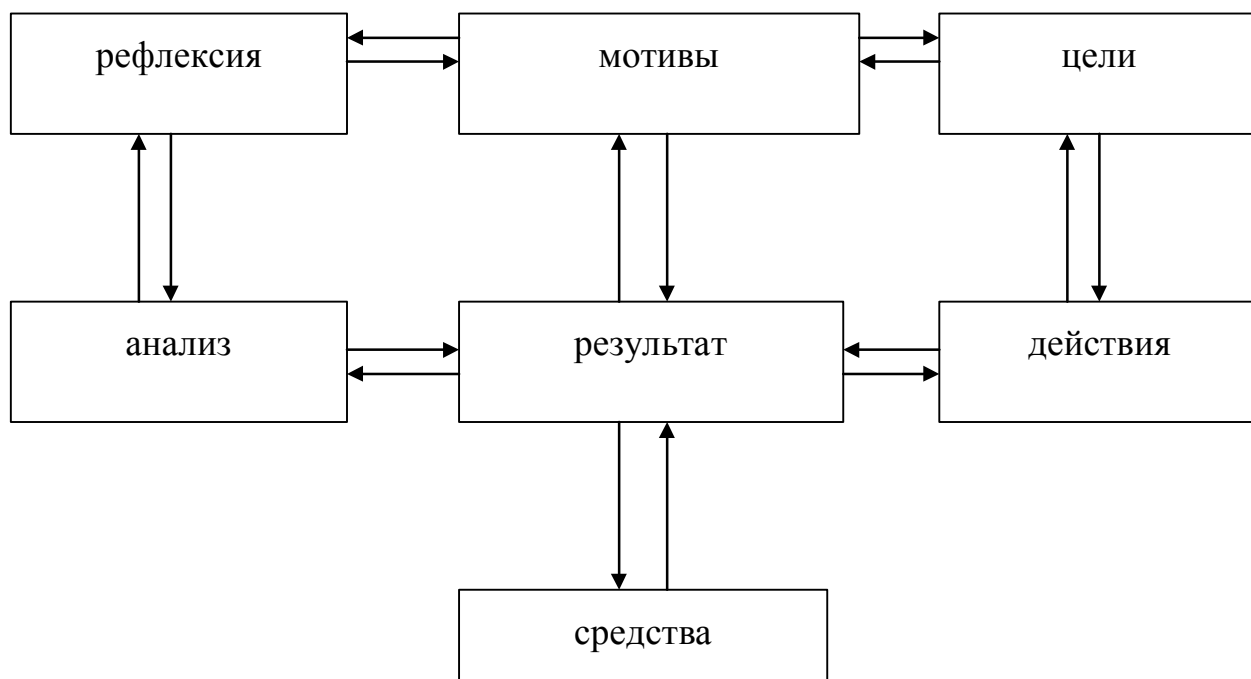 рефлексия
мотивы
цели
анализ
результат
действия
средства